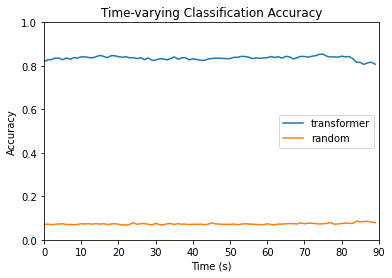 Time-varying Classification Accuracy
1.0
0.8
0.6
0.4
0.2
0.0
Accuracy
transformer
random
0 10 20 30 40 50 60 70 80 90
Time (s)